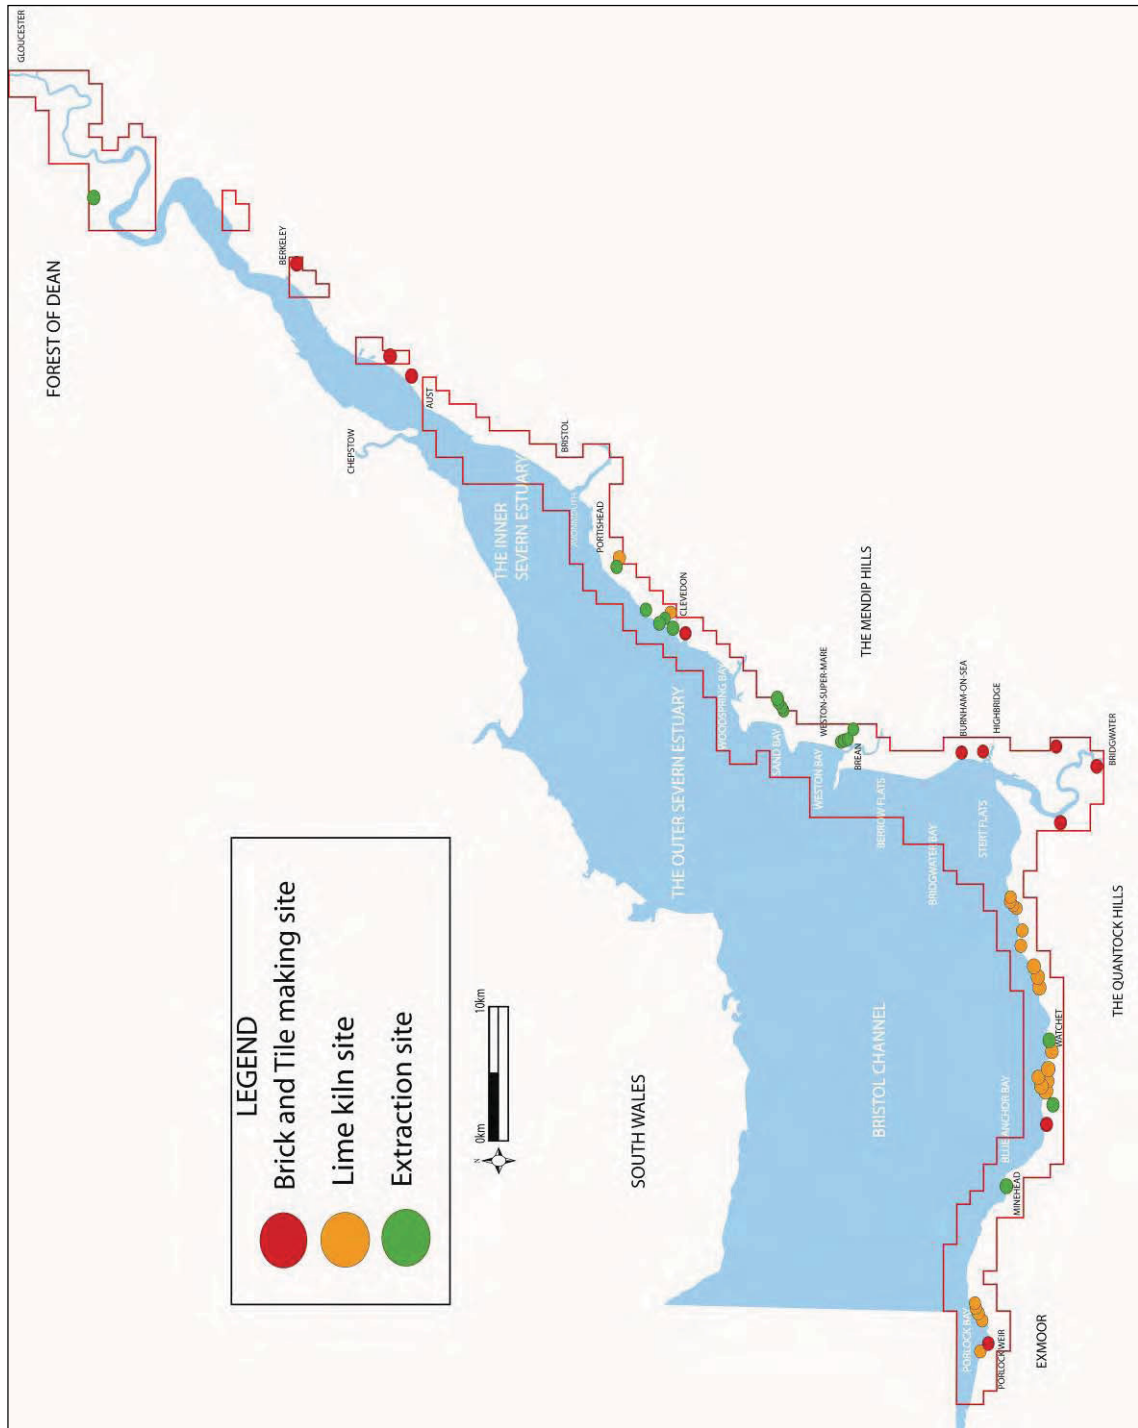 GLOUCESTER
FOREST OF DEAN
BERKELEY
CHEPSTOW
AUST
BRISTOL
THE INNER
SEVERN ESTUARY
PORTISHEAD
CLEVEDON
THE MENDIP HILLS
THE OUTER SEVERN ESTUARY
WOODSPRING BAY
SAND BAY
WESTON-SUPER-MARE
WESTON BAY
BREAN
BERROW FLATS
BURNHAM-ON-SEA
HIGHBRIDGE
BRIDGWATER BAY
STERT FLATS
BRIDGWATER
THE QUANTOCK HILLS
WATCHET
BRISTOL CHANNEL
BLUE ANCHOR BAY
MINEHEAD
PORLOCK BAY
PORLOCK WEIR
EXMOOR
SOUTH WALES
LEGEND
Brick and Tile making site
Lime kiln site
Extraction site
N
0km
10km